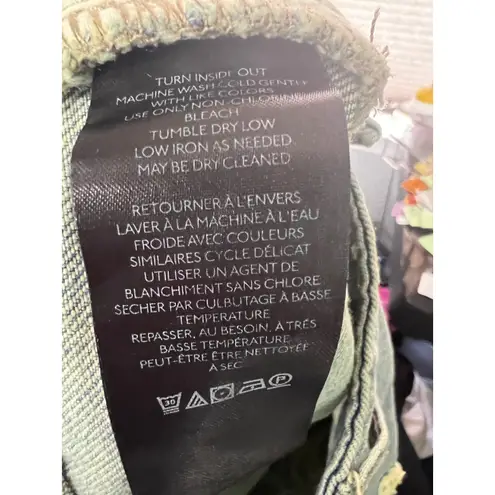 TURN INSIDE OUT
MACHINE WASH COLD GENTLY
WITH LIKE COLORS
USE ONLY NON-CHLORINE
BLEACH
TUMBLE DRY LOW
LOW IRON AS NEEDED
MAY BE DRY CLEANED
RETOURNER À L'ENVERS
LAVER À LA MACHINE À L'EAU
FROIDE AVEC COULEURS
SIMILAIRES CYCLE DÉLICAT
UTILISER UN AGENT DE
BLANCHIMENT SANS CHLORE
SECHER PAR CULBUTAGE À BASSE
TEMPERATURE
REPASSER, AU BESOIN, À TRÉS
BASSE TEMPÉRATURE
PEUT-ÊTRE ÊTRE NETTOYÉE
A SEC
30 P